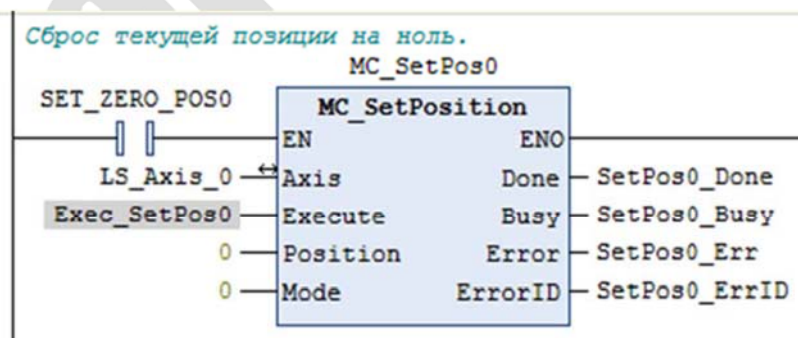 Сброс текущей позиции на ноль.
MC_SetPos0
SET_ZERO_POS0
MC_SetPosition
EN ENO
LS_Axis_0 Axis Done SetPos0_Done
Exec_SetPos0 Execute Busy SetPos0_Busy
0 Position Error SetPos0_Err
0 Mode ErrorID SetPos0_ErrID